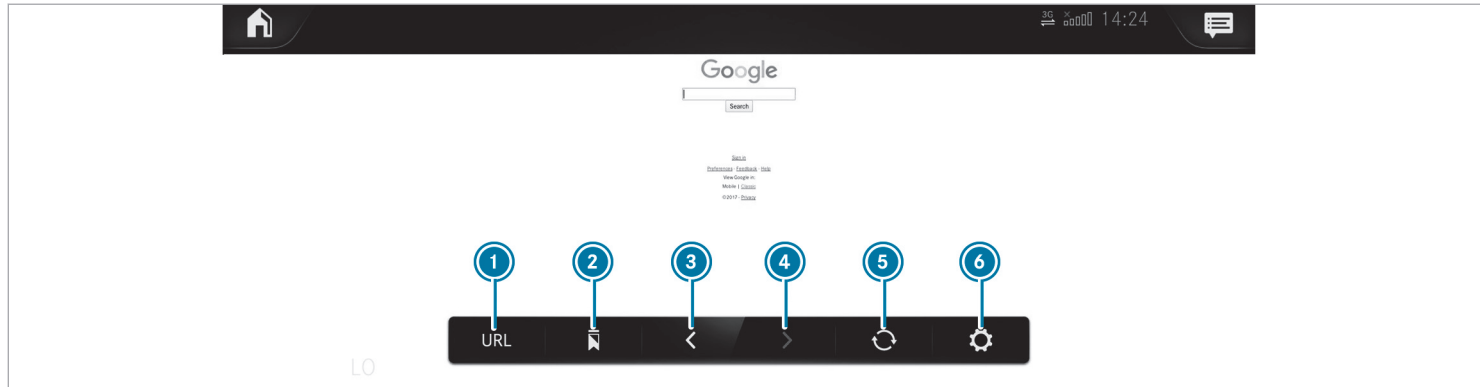 3G 14:24
Google
Search
Sign in
Preferences - Feedback - Help
View Google in:
Mobile | Classic
©2017 - Privacy
1 2 3 4 5 6
URL
LO